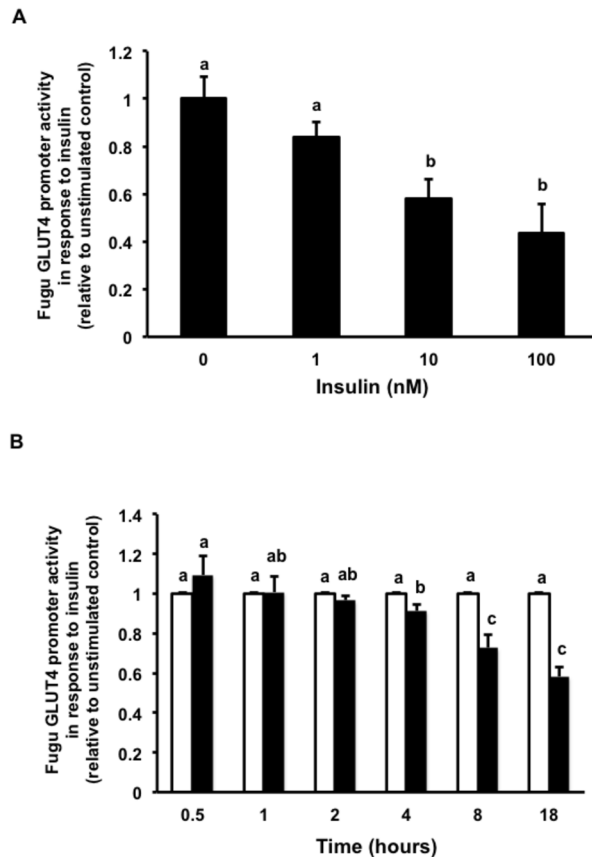 A
Fugu GLUT4 promoter activity
in response to insulin
(relative to unstimulated control)
1.2
1
0.8
0.6
0.4
0.2
0
a
a
b
b
0 1 10 100
Insulin (nM)
B
Fugu GLUT4 promoter activity
in response to insulin
(relative to unstimulated control)
1.4
1.2
1
0.8
0.6
0.4
0.2
0
a a a ab a ab a b a c a c
0.5 1 2 4 8 18
Time (hours)